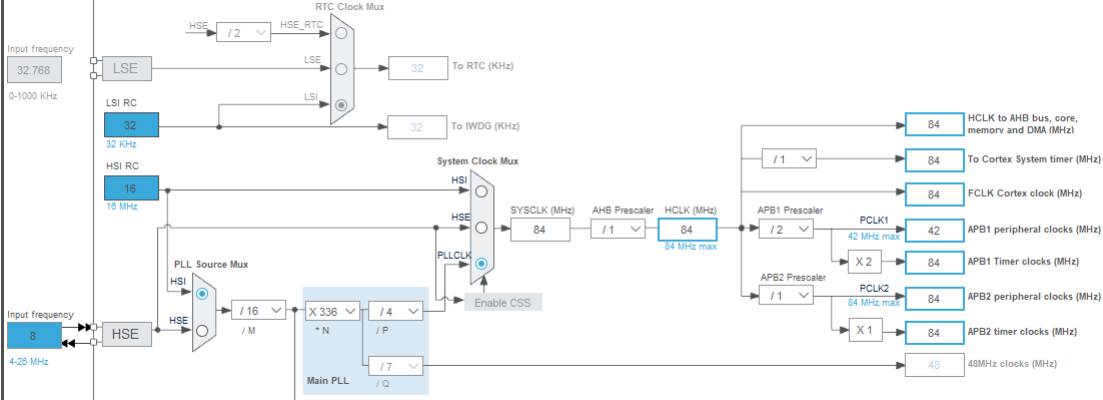 RTC Clock Mux
HSE
/ 2
HSE_RTC
Input frequency
32.768
0-1000 KHz
LSE
LSE
32
To RTC (KHz)
LSI RC
32
32 KHz
LSI
32
To IWDG (KHz)
HSI RC
16
16 MHz
System Clock Mux
HSI
HSE
PLLCLK
Enable CSS
SYSCLK (MHz)
84
AHB Prescaler
/ 1
HCLK (MHz)
84
84 MHz max
84
HCLK to AHB bus, core,
memory and DMA (MHz)
/ 1
84
To Cortex System timer (MHz)
84
FCLK Cortex clock (MHz)
APB1 Prescaler
/ 2
PCLK1
42 MHz max
42
APB1 peripheral clocks (MHz)
X 2
84
APB1 Timer clocks (MHz)
APB2 Prescaler
/ 1
PCLK2
84 MHz max
84
APB2 peripheral clocks (MHz)
X 1
84
APB2 timer clocks (MHz)
48
48MHz clocks (MHz)
PLL Source Mux
HSI
HSE
Input frequency
8
4-26 MHz
HSE
/ 16
/ M
X 336
* N
/ 4
/ P
/ 7
/ Q
Main PLL